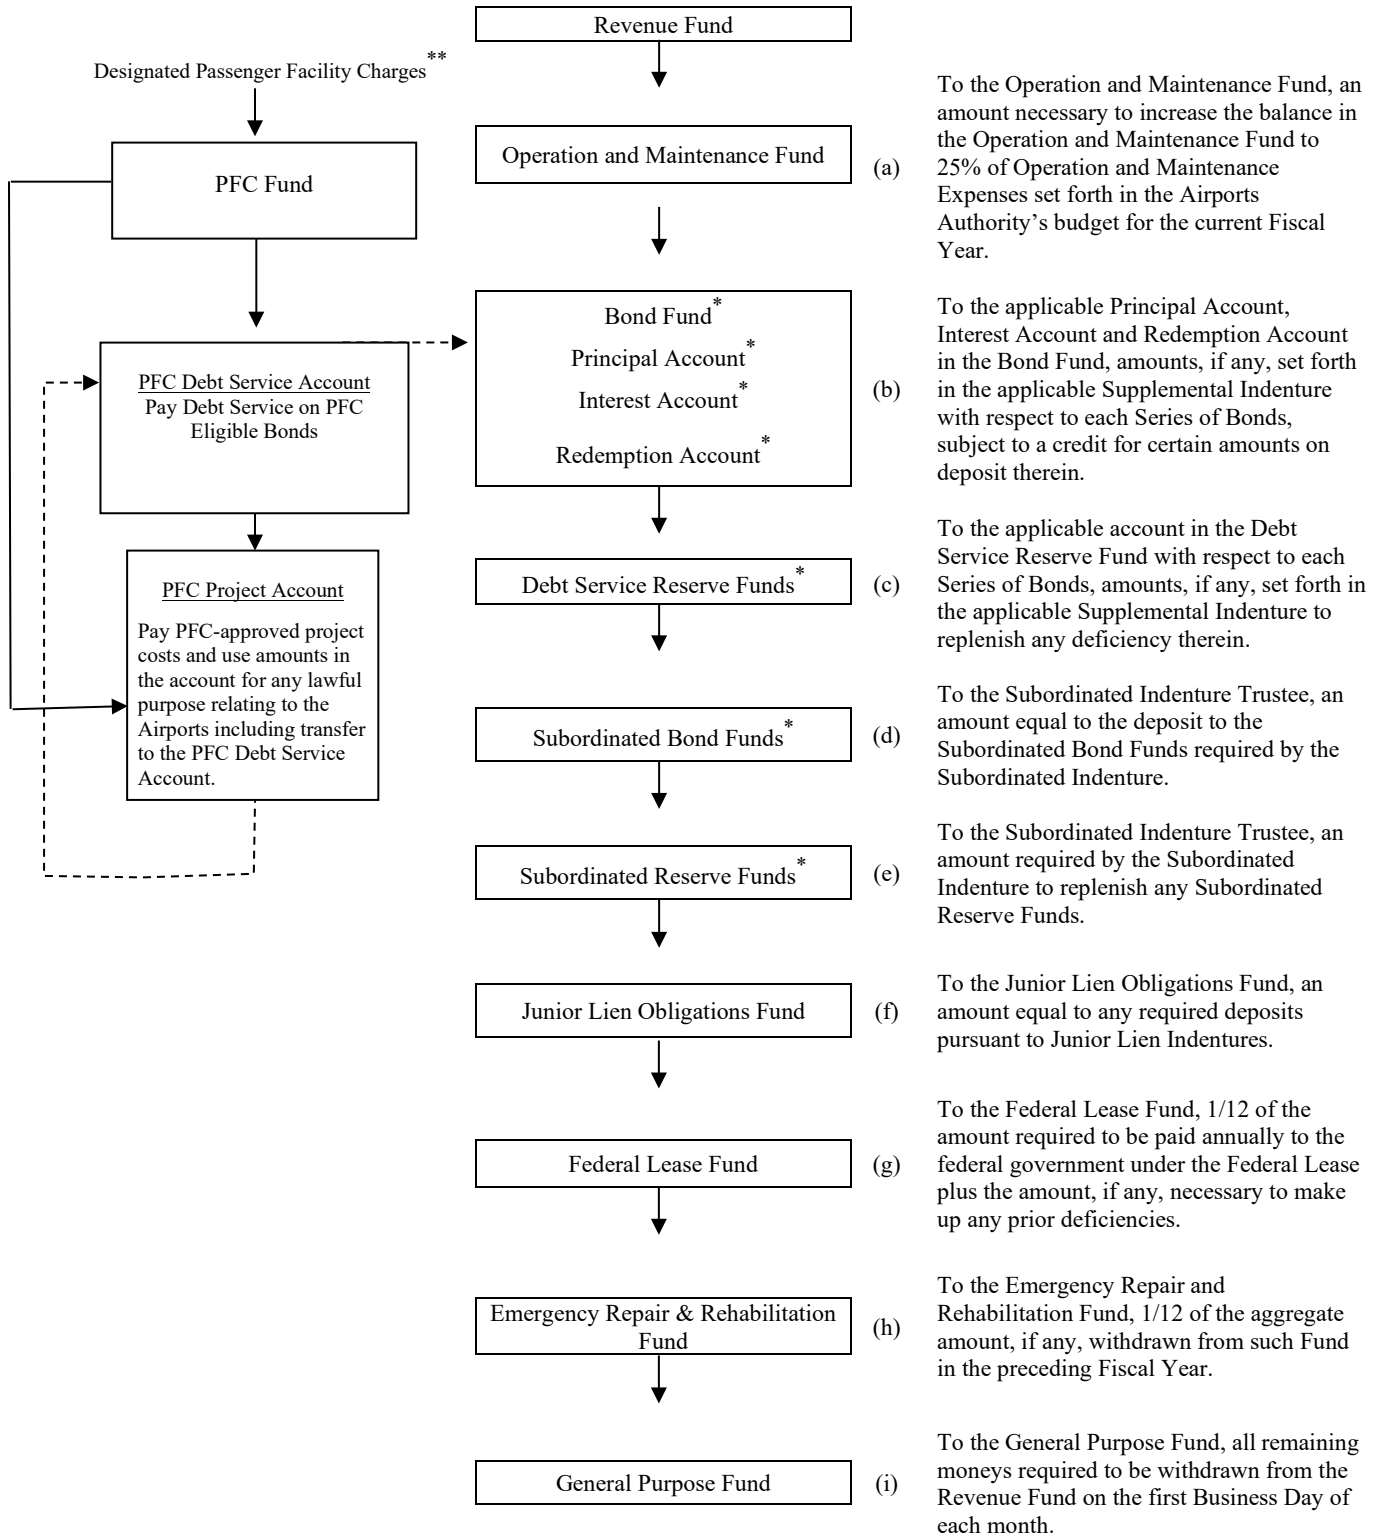 Revenue Fund
Designated Passenger Facility Charges**
PFC Fund
PFC Debt Service Account
Pay Debt Service on PFC
Eligible Bonds
PFC Project Account
Pay PFC-approved project
costs and use amounts in
the account for any lawful
purpose relating to the
Airports including transfer
to the PFC Debt Service
Account.
Operation and Maintenance Fund
(a)
To the Operation and Maintenance Fund, an
amount necessary to increase the balance in
the Operation and Maintenance Fund to
25% of Operation and Maintenance
Expenses set forth in the Airports
Authority’s budget for the current Fiscal
Year.
Bond Fund*
Principal Account*
Interest Account*
Redemption Account*
(b)
To the applicable Principal Account,
Interest Account and Redemption Account
in the Bond Fund, amounts, if any, set forth
in the applicable Supplemental Indenture
with respect to each Series of Bonds,
subject to a credit for certain amounts on
deposit therein.
Debt Service Reserve Funds*
(c)
To the applicable account in the Debt
Service Reserve Fund with respect to each
Series of Bonds, amounts, if any, set forth in
the applicable Supplemental Indenture to
replenish any deficiency therein.
Subordinated Bond Funds*
(d)
To the Subordinated Indenture Trustee, an
amount equal to the deposit to the
Subordinated Bond Funds required by the
Subordinated Indenture.
Subordinated Reserve Funds*
(e)
To the Subordinated Indenture Trustee, an
amount required by the Subordinated
Indenture to replenish any Subordinated
Reserve Funds.
Junior Lien Obligations Fund
(f)
To the Junior Lien Obligations Fund, an
amount equal to any required deposits
pursuant to Junior Lien Indentures.
Federal Lease Fund
(g)
To the Federal Lease Fund, 1/12 of the
amount required to be paid annually to the
federal government under the Federal Lease
plus the amount, if any, necessary to make
up any prior deficiencies.
Emergency Repair & Rehabilitation
Fund
(h)
To the Emergency Repair and
Rehabilitation Fund, 1/12 of the aggregate
amount, if any, withdrawn from such Fund
in the preceding Fiscal Year.
General Purpose Fund
(i)
To the General Purpose Fund, all remaining
moneys required to be withdrawn from the
Revenue Fund on the first Business Day of
each month.